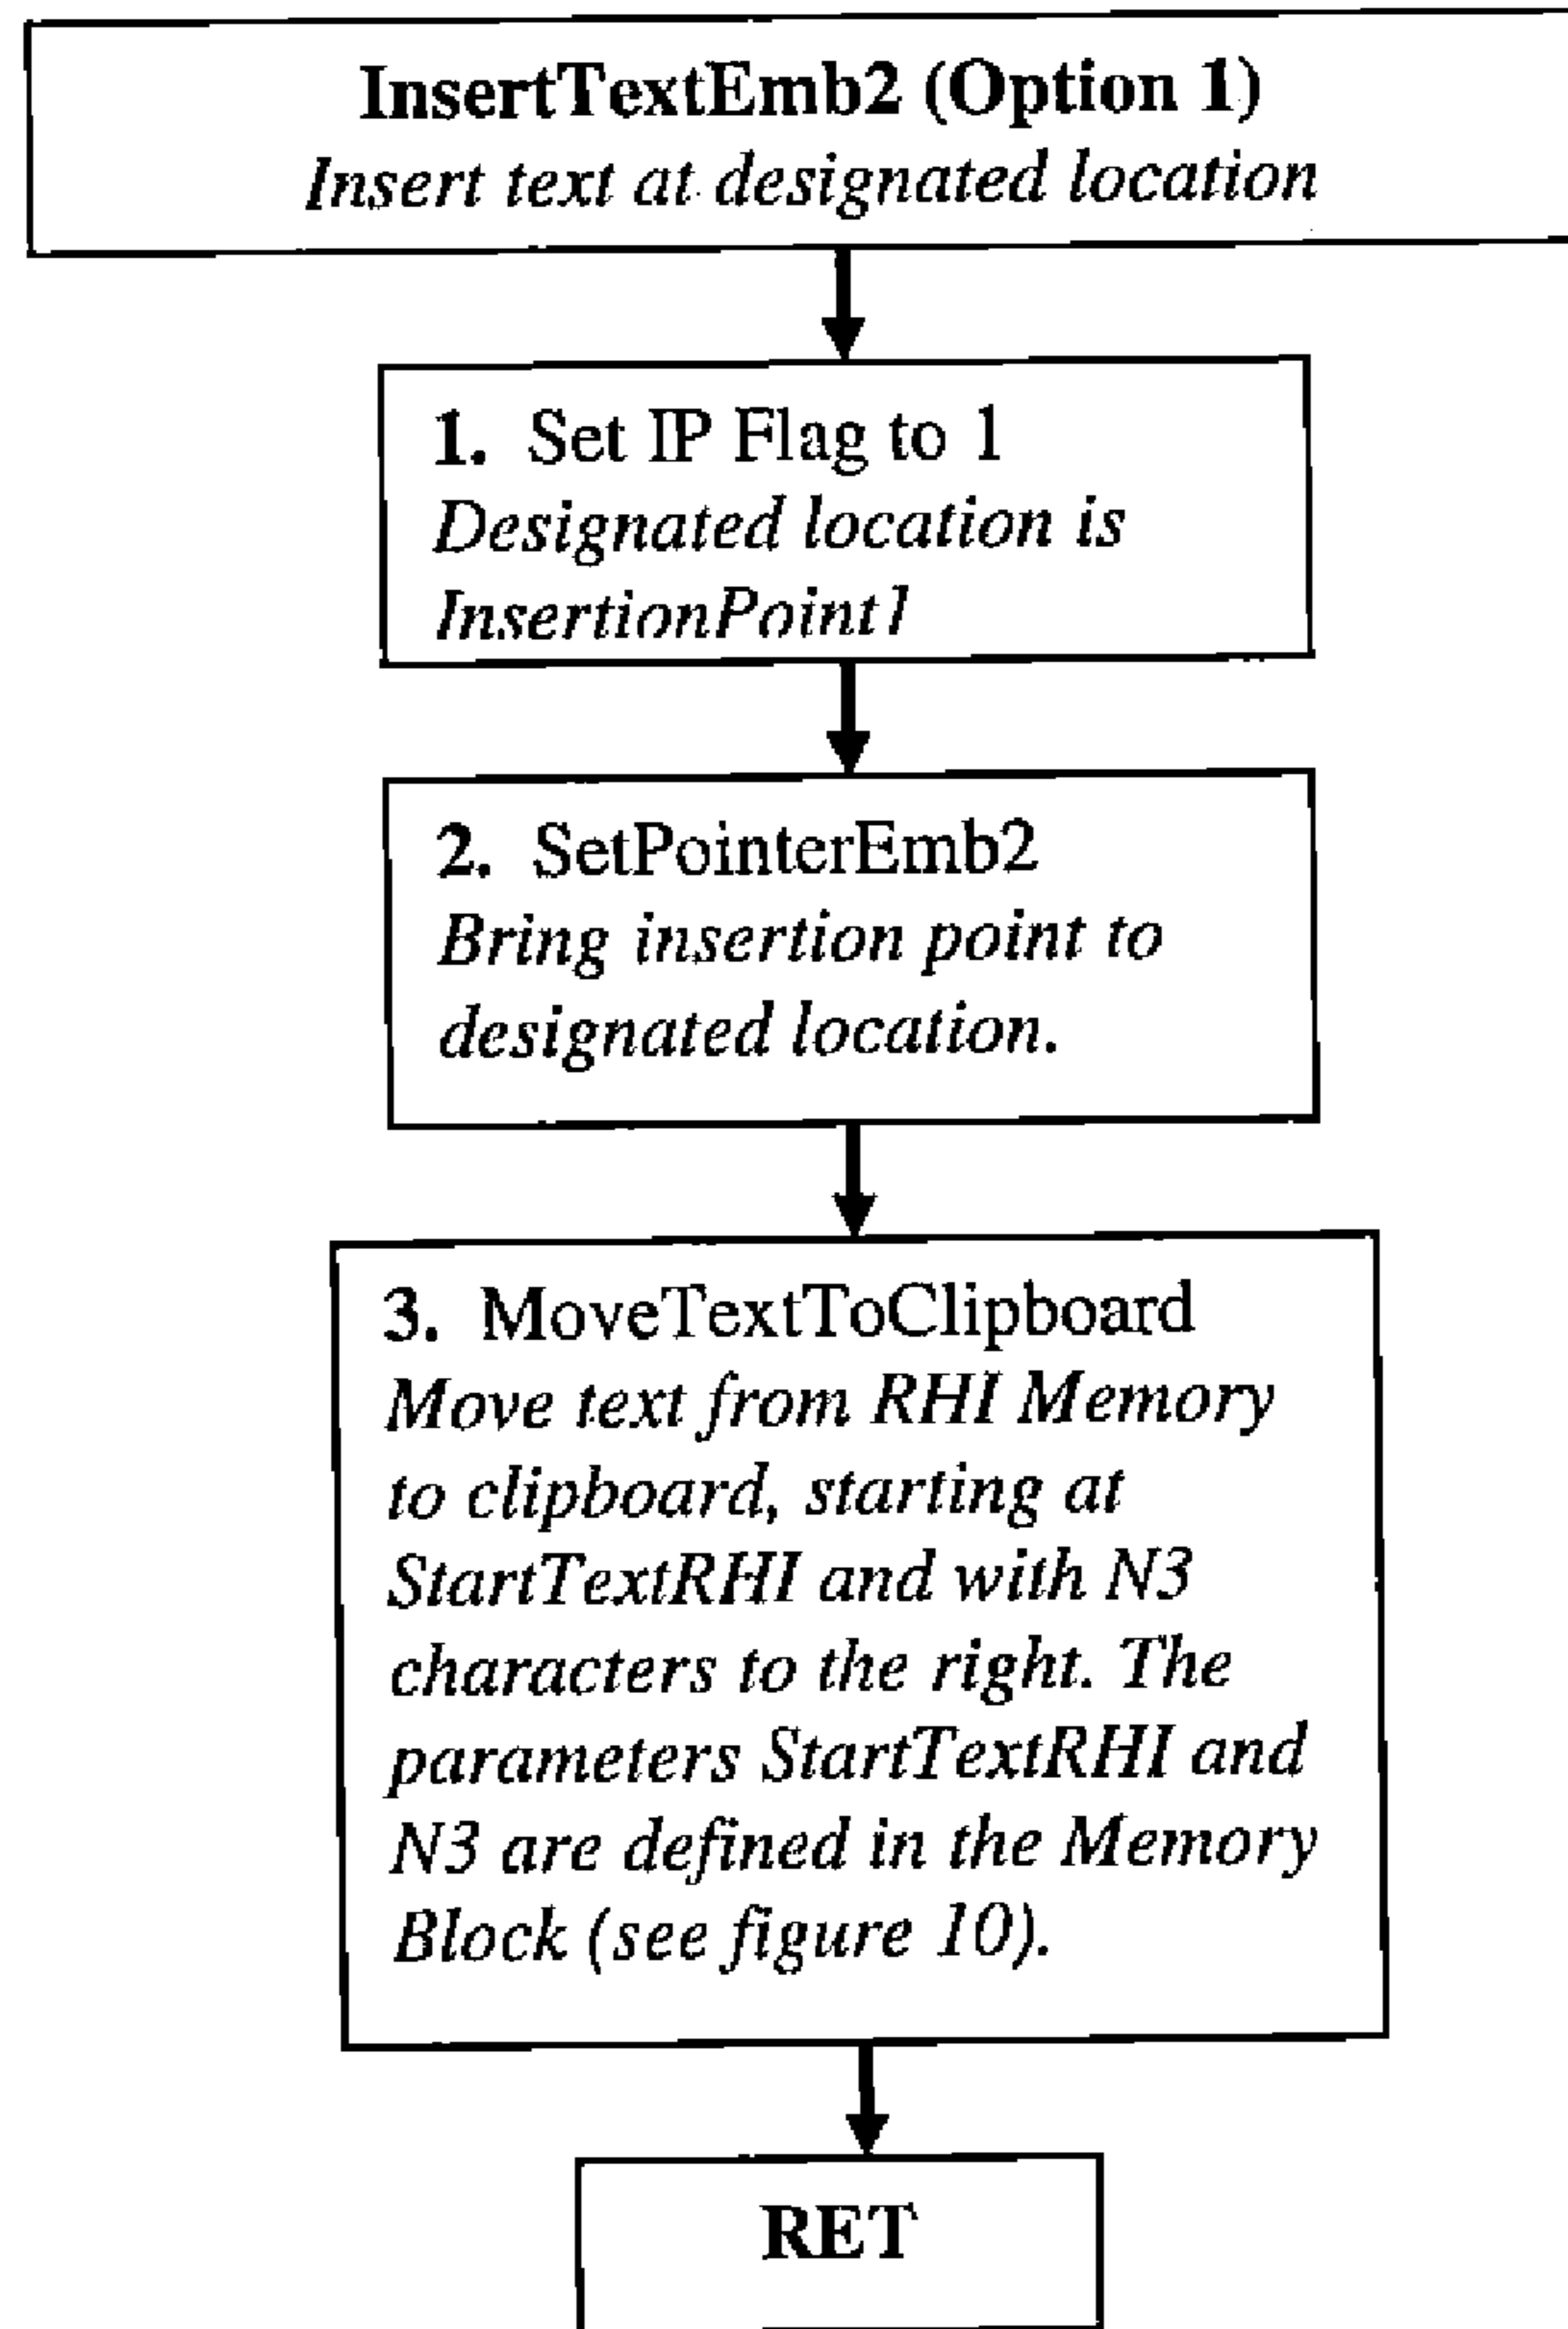 InsertTextEmb2 (Option 1)
Insert text at designated location
1. Set IP Flag to 1
Designated location is
InsertionPoint1
2. SetPointerEmb2
Bring insertion point to
designated location.
3. MoveTextToClipboard
Move text from RHI Memory
to clipboard, starting at
StartTextRHI and with N3
characters to the right. The
parameters StartTextRHI and
N3 are defined in the Memory
Block (see figure 10).
RET